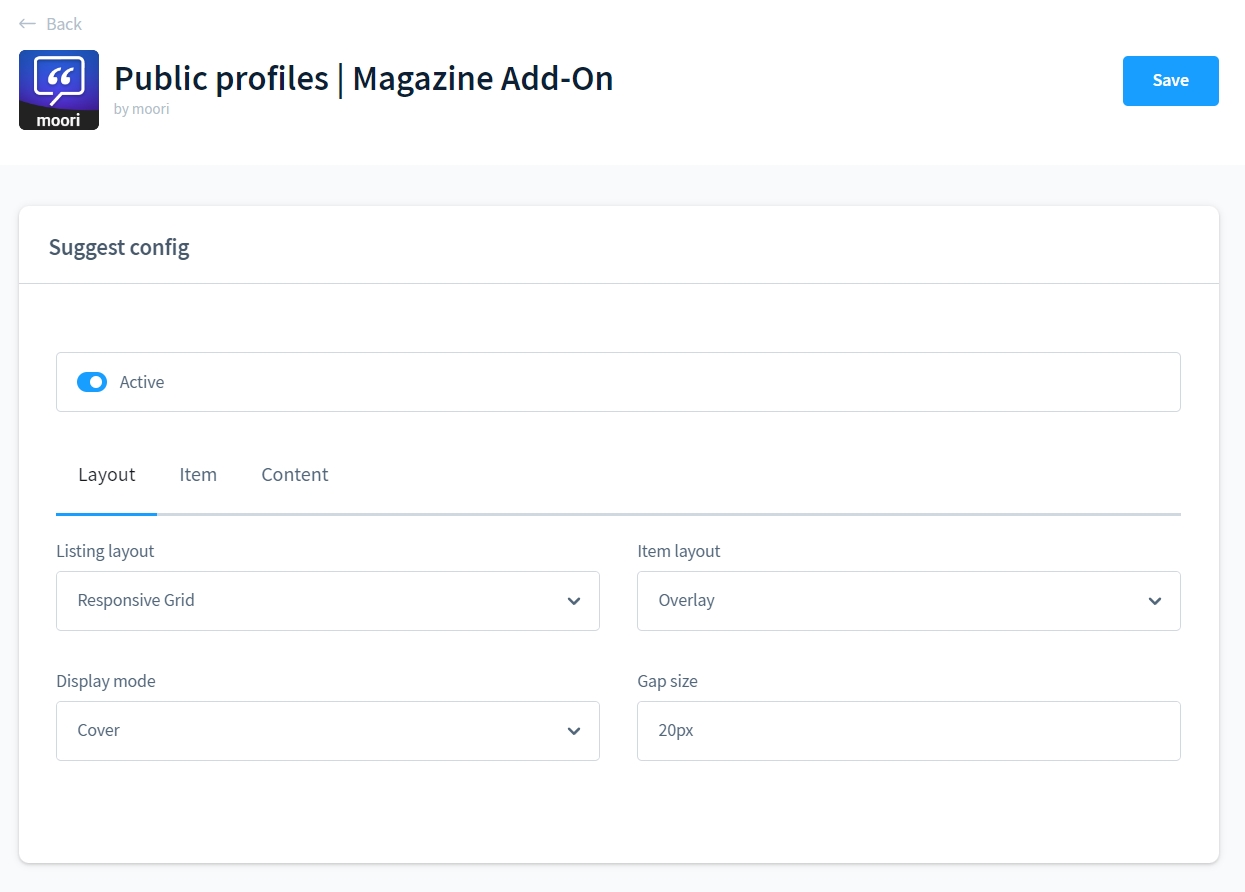 Back
moori
Public profiles | Magazine Add-On
by moori
Save
Suggest config
Active
Layout Item Content
Listing layout
Responsive Grid
Item layout
Overlay
Display mode
Cover
Gap size
20px